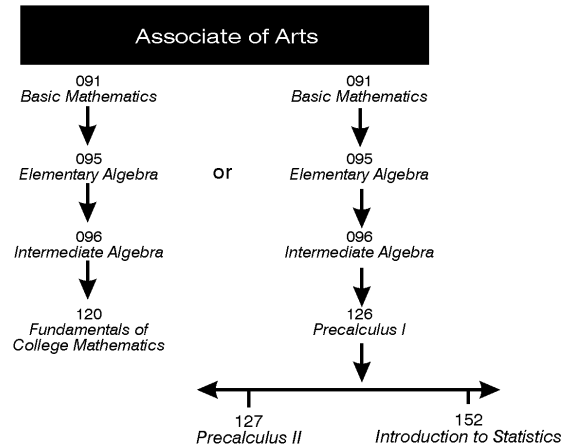 Associate of Arts
091
Basic Mathematics
095
Elementary Algebra
096
Intermediate Algebra
120
Fundamentals of
College Mathematics
or
091
Basic Mathematics
095
Elementary Algebra
096
Intermediate Algebra
126
Precalculus I
127
Precalculus II
152
Introduction to Statistics